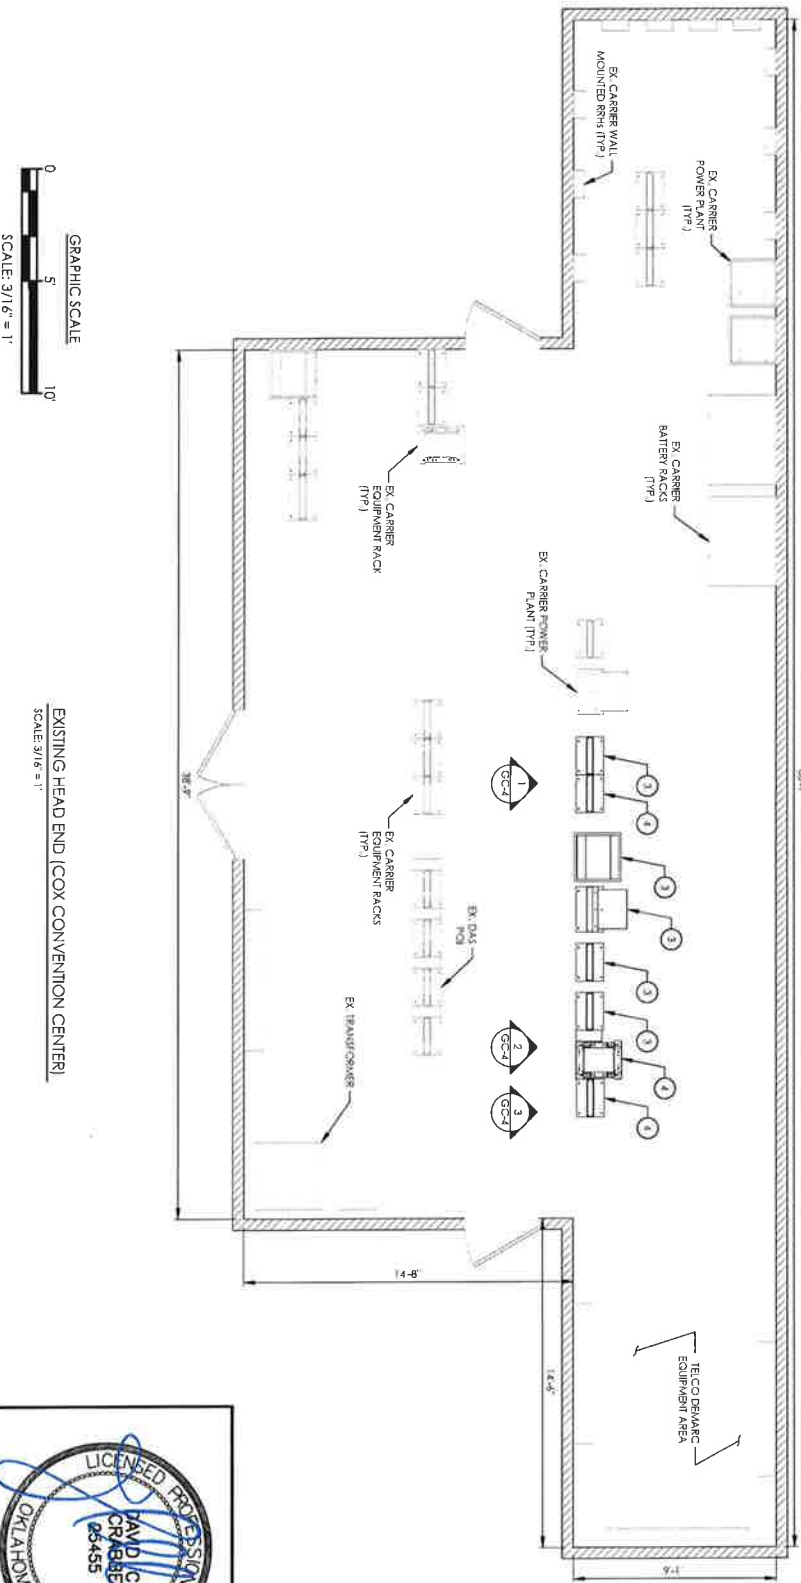 EX. CARRIER WALL
MOUNTED RRHs (TYP.)
EX. CARRIER
POWER PLANT
(TYP.)
EX. CARRIER
BATTERY RACKS
(TYP.)
EX. CARRIER
EQUIPMENT RACK
(TYP.)
EX. CARRIER POWER
PLANT (TYP.)
EX. CARRIER
EQUIPMENT RACKS
(TYP.)
EX. DAS
POI
EX. TRANSFORMER
TELCO DEMARC
EQUIPMENT AREA
3
4
3
3
3
3
4
4
1
GC-4
2
GC-4
3
GC-4
38'-9"
14'-8"
14'-6"
GRAPHIC SCALE
0 5' 10'
SCALE: 3/16" = 1'
EXISTING HEAD END (COX CONVENTION CENTER)
SCALE: 3/16" = 1'
LICENSED
DAVID C
25455